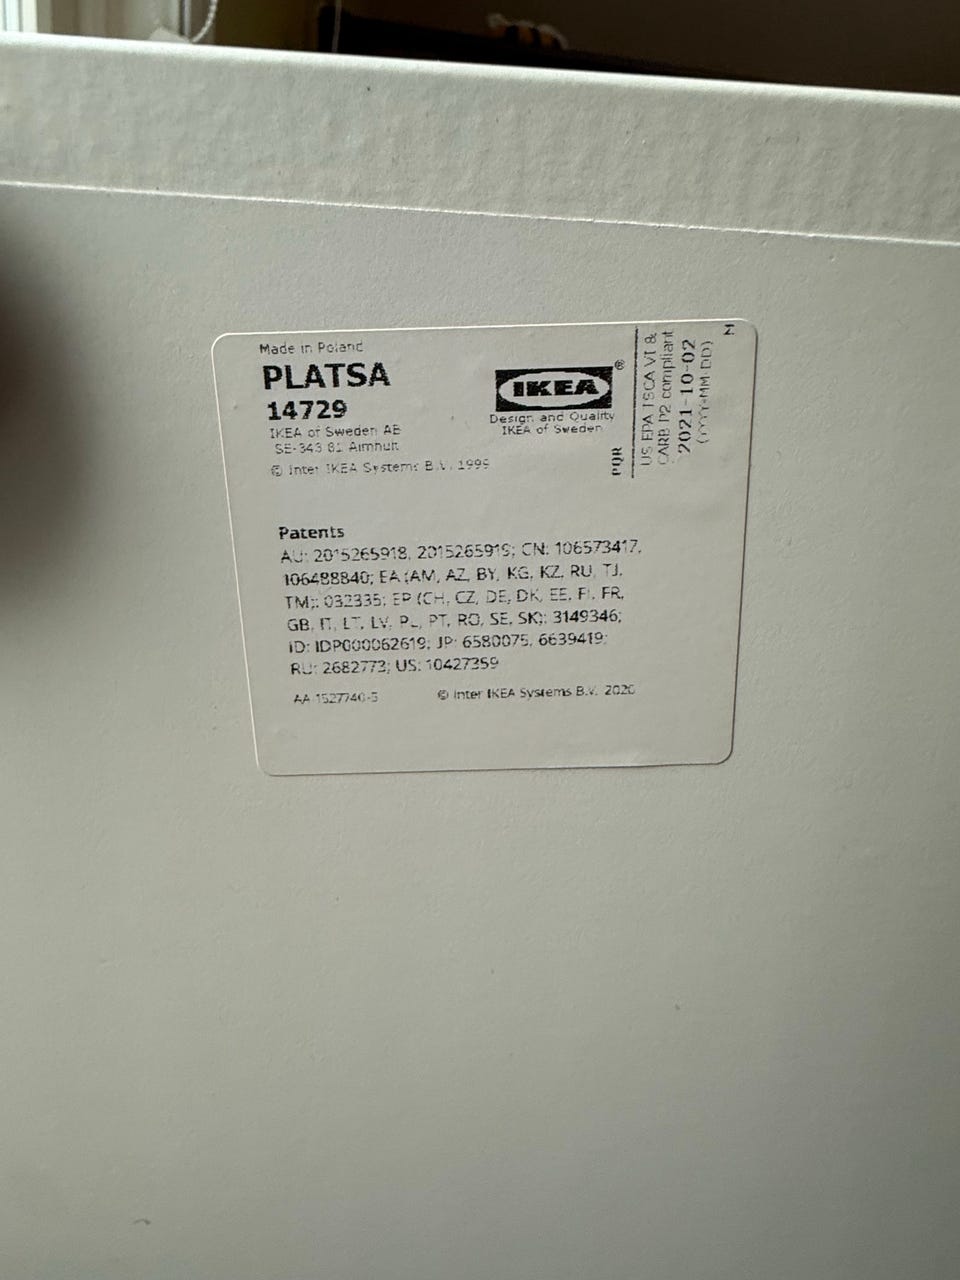 Made in Poland
PLATSA
14729
IKEA of Sweden AB
SE-343 81 Älmhult
© Inter IKEA Systems B.V. 1999
IKEA®
Design and Quality
IKEA of Sweden
PQR
US EPA TSCA VI &
CARB P2 compliant
2021-10-02
(YYYY-MM-DD)
Patents
AU: 2015265918, 2015265919; CN: 106573417,
106488840; EA (AM, AZ, BY, KG, KZ, RU, TJ,
TM): 032335; EP (CH, CZ, DE, DK, EE, FI, FR,
GB, IT, LT, LV, PL, PT, RO, SE, SK): 3149346;
ID: IDP000062619; JP: 6580075, 6639419;
RU: 2682773; US: 10427359
AA-1527740-5
© Inter IKEA Systems B.V. 2020